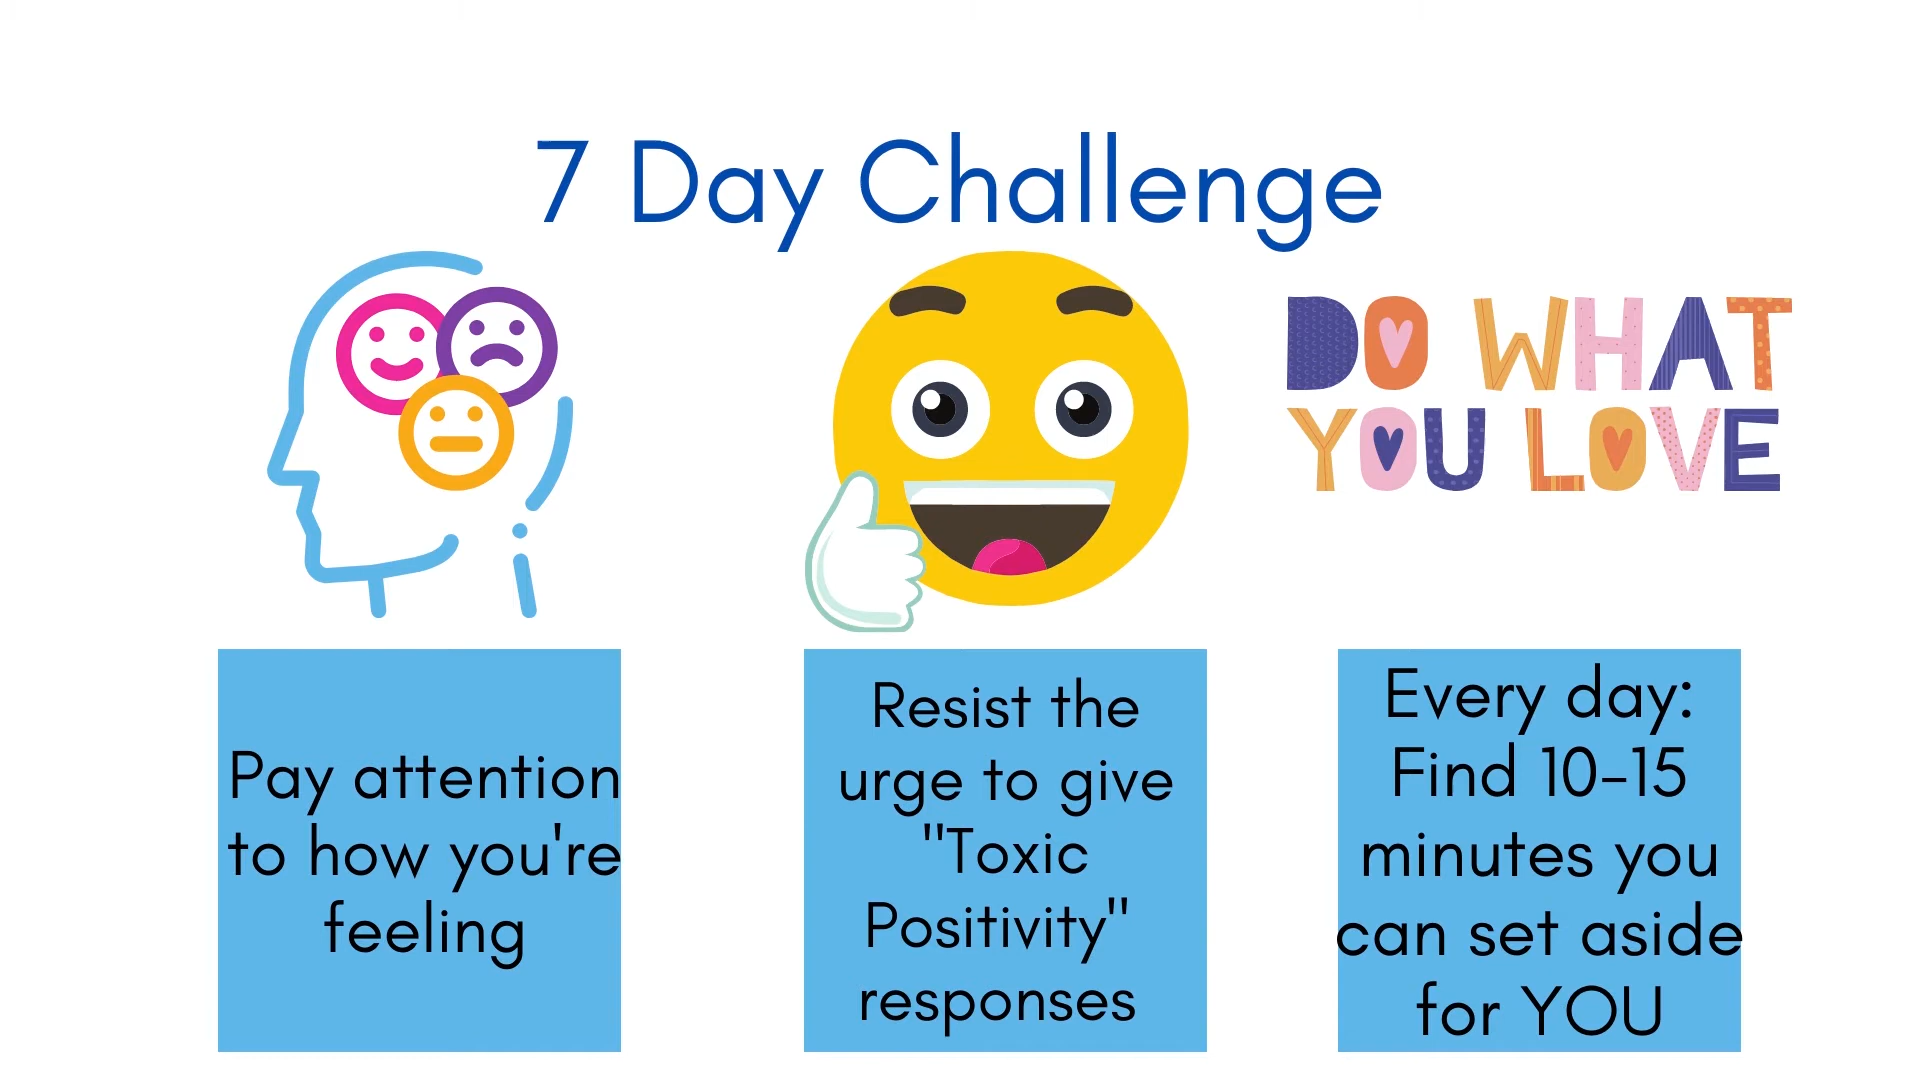 7 Day Challenge
DO WHAT
YOU LOVE
Pay attention
to how you're
feeling
Resist the
urge to give
"Toxic
Positivity"
responses
Every day:
Find 10-15
minutes you
can set aside
for YOU